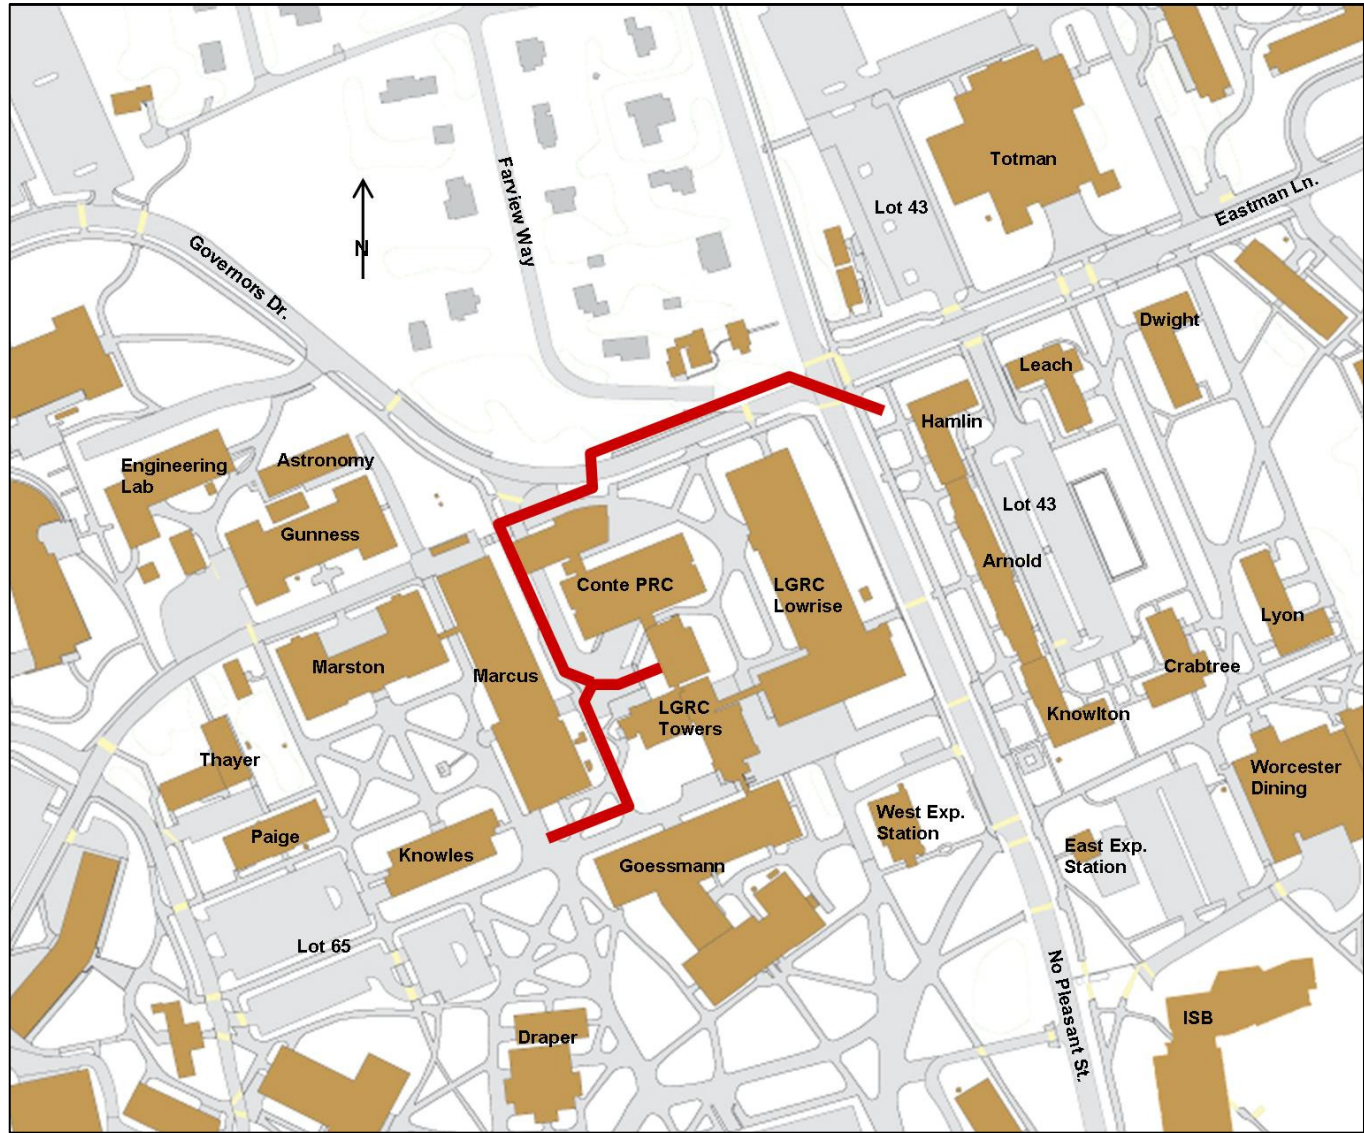 Totman
Farview Way
Lot 43
Eastman Ln.
N
Governors Dr.
Dwight
Leach
Hamlin
Engineering
Lab
Astronomy
Lot 43
Gunness
Arnold
Conte PRC
LGRC
Lowrise
Lyon
Marston
Marcus
Crabtree
LGRC
Towers
Knowlton
Thayer
Worcester
Dining
West Exp.
Station
Paige
Knowles
East Exp.
Station
Goessmann
Lot 65
No Pleasant St.
ISB
Draper